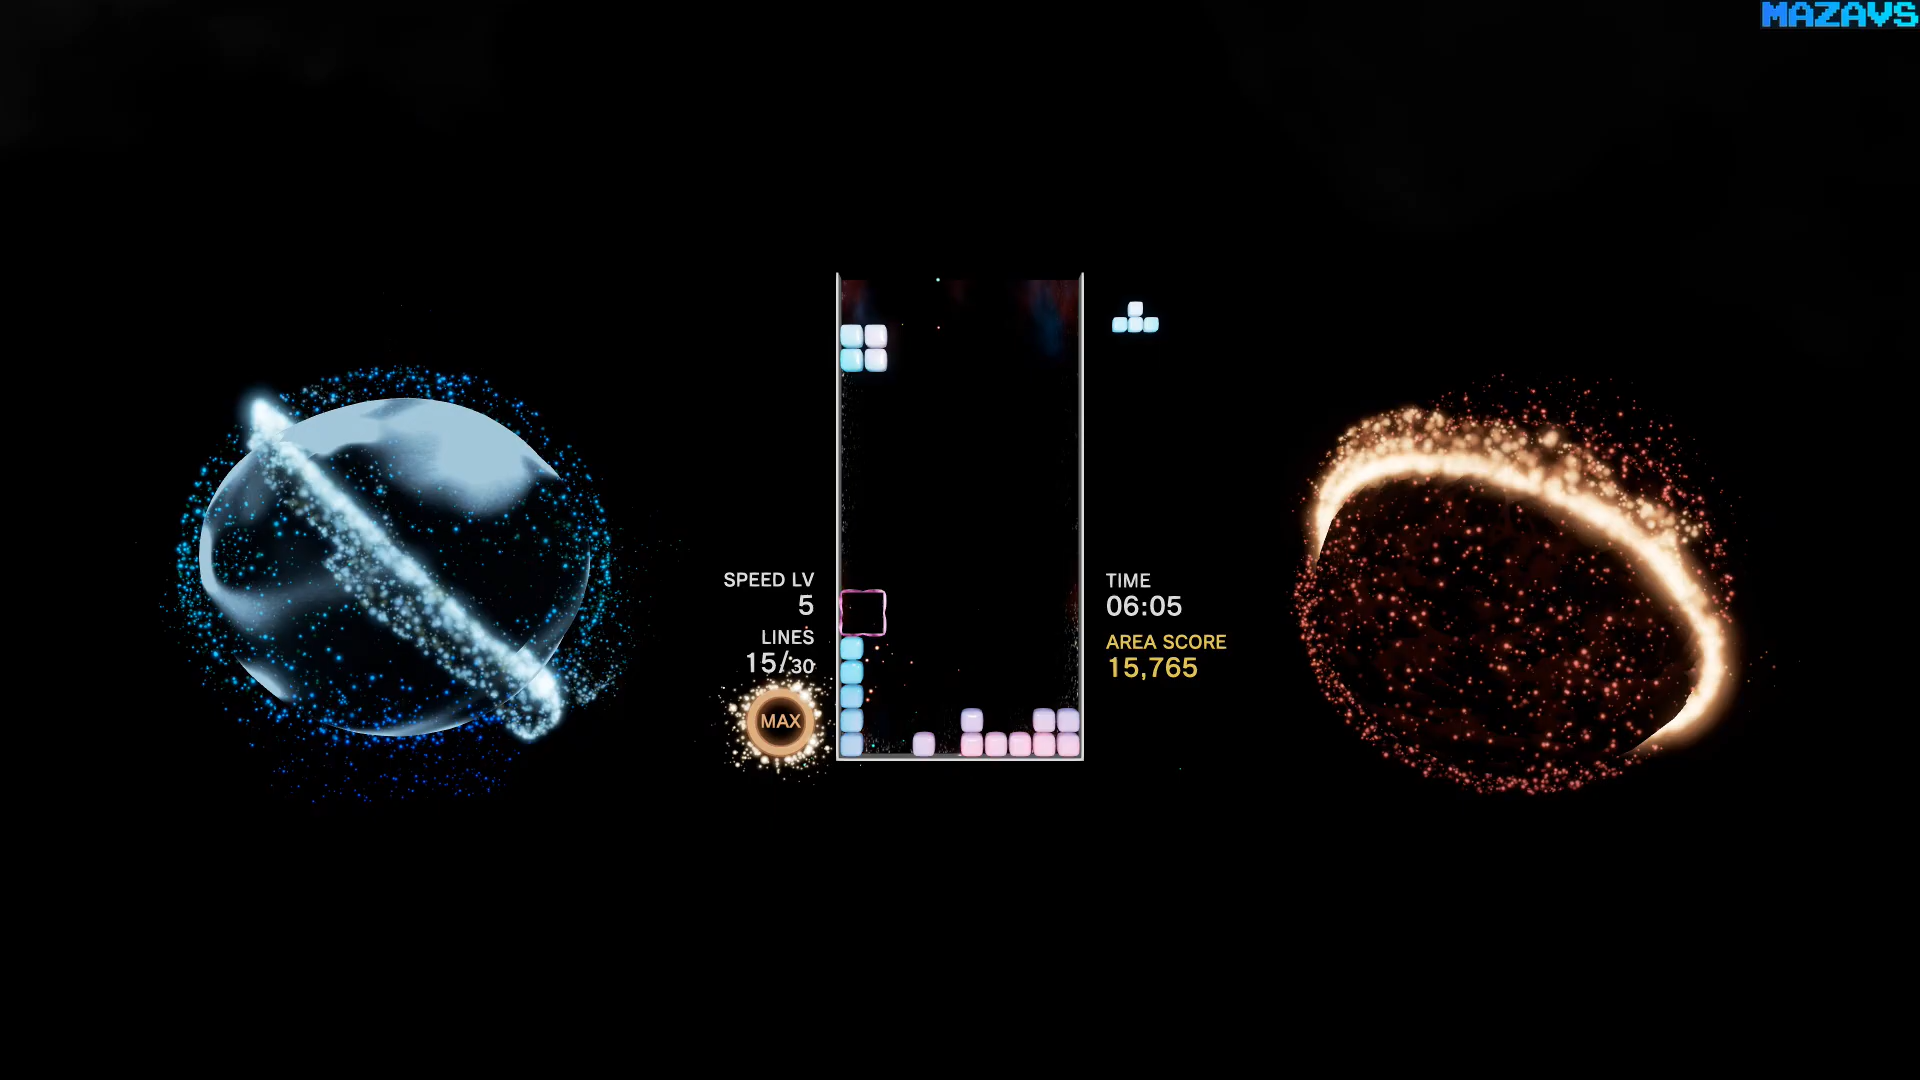 MAZAVS
SPEED LV
5
LINES
15/30
MAX
TIME
06:05
AREA SCORE
15,765